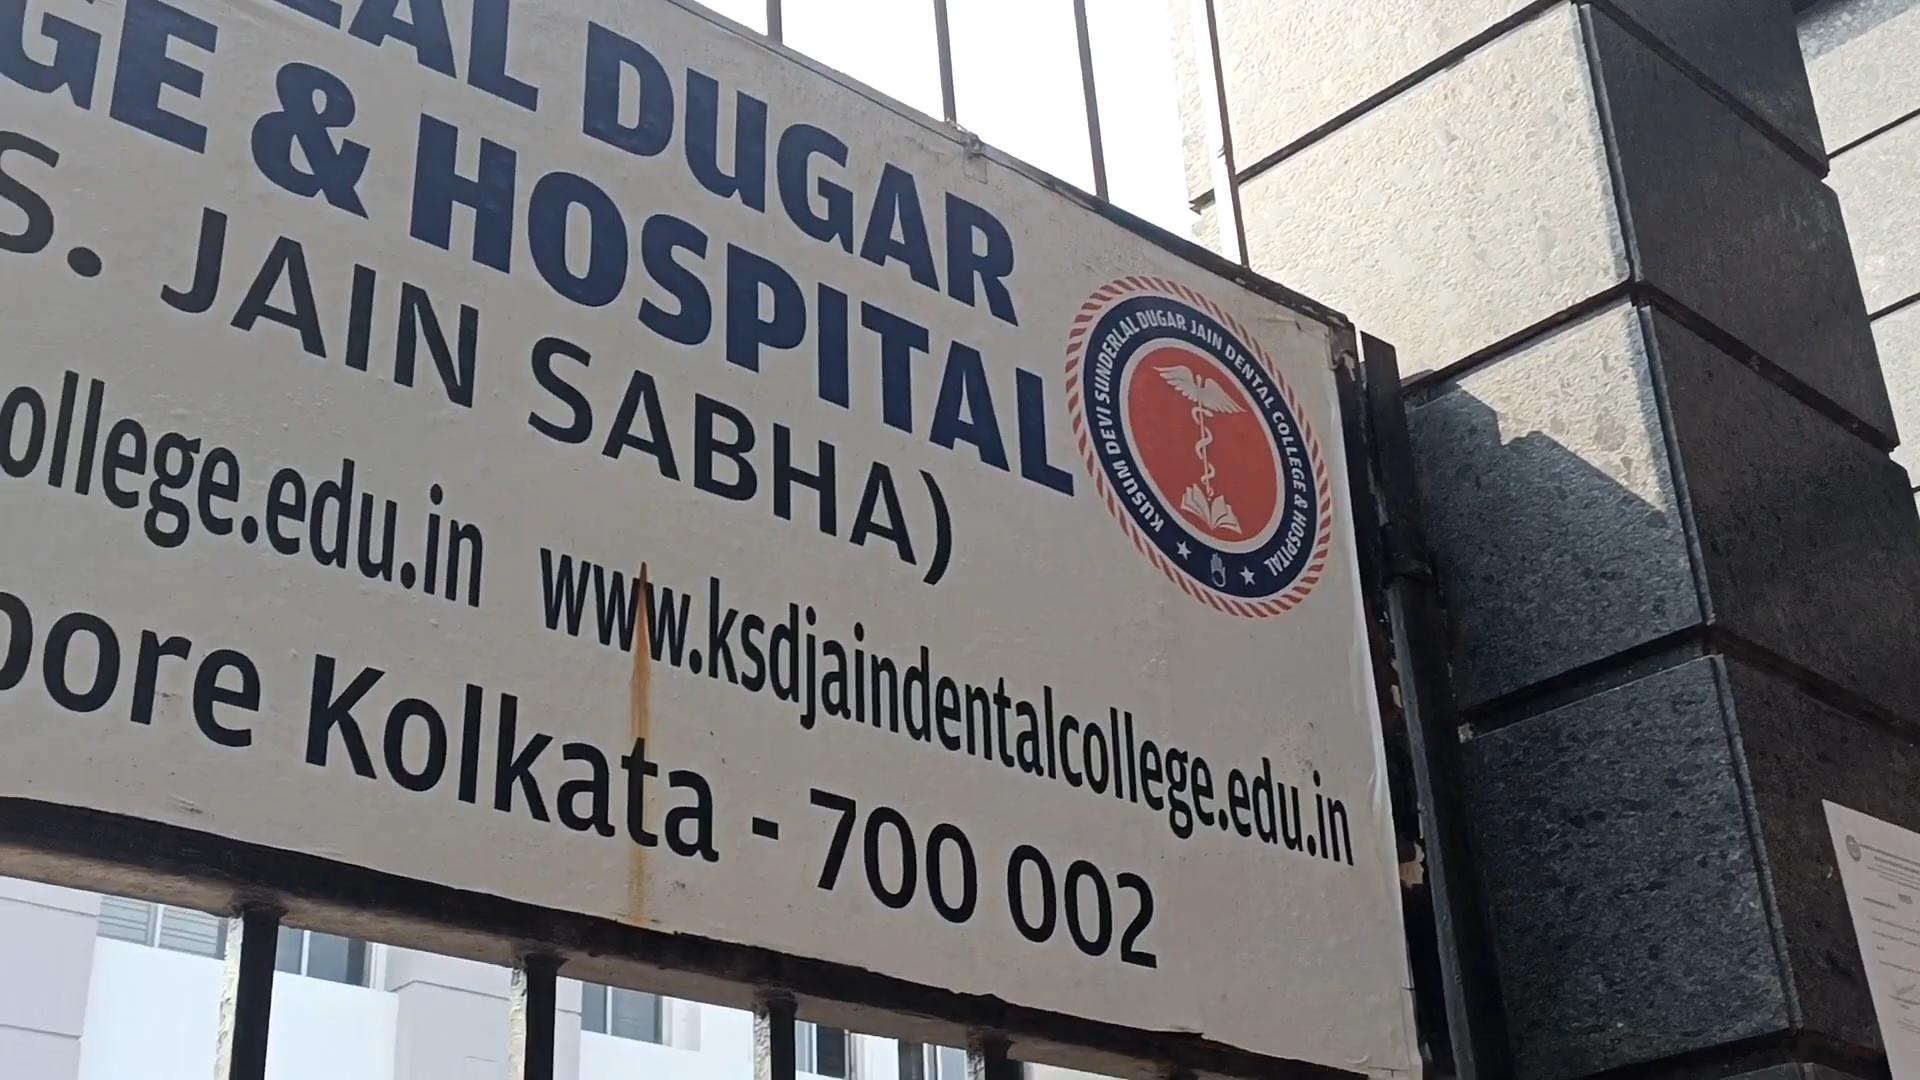 LAL DUGAR
GE & HOSPITAL
S. JAIN SABHA)
ollege.edu.in www.ksdjaindentalcollege.edu.in
pore Kolkata - 700 002
KUSUM DEVI SUNDERLAL DUGAR JAIN DENTAL COLLEGE & HOSPITAL